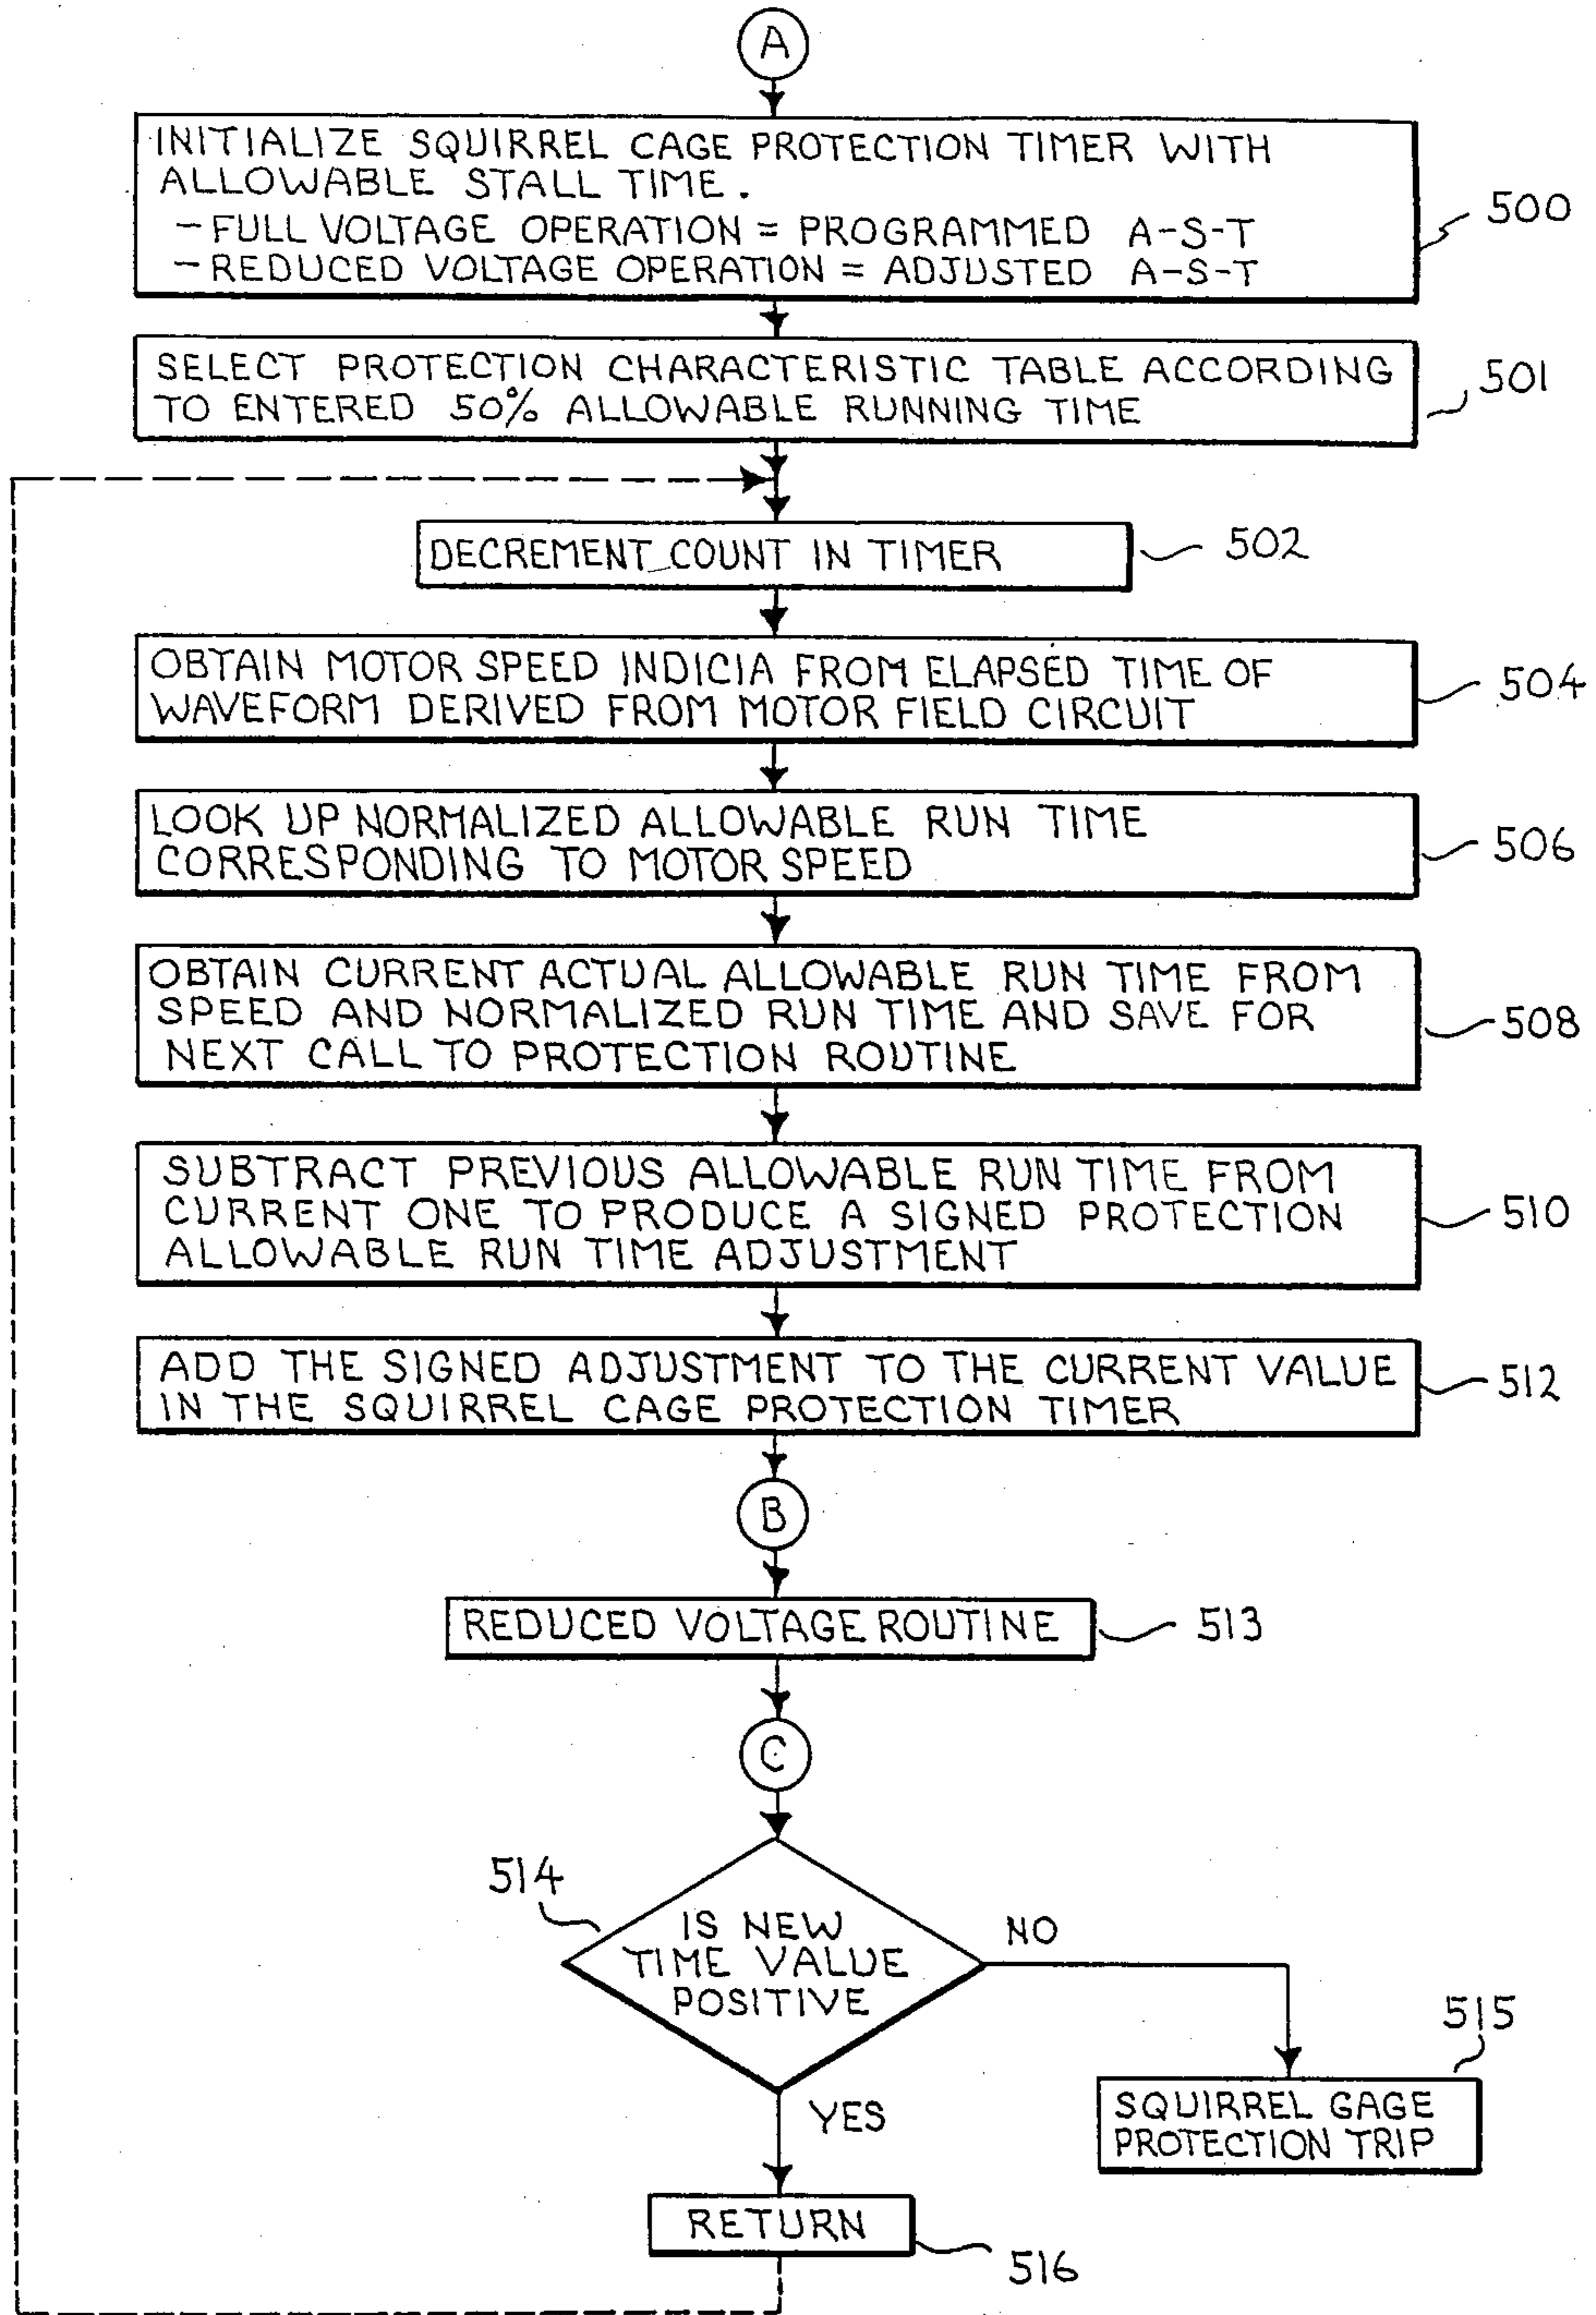 A
INITIALIZE SQUIRREL CAGE PROTECTION TIMER WITH
ALLOWABLE STALL TIME.
- FULL VOLTAGE OPERATION = PROGRAMMED A-S-T
- REDUCED VOLTAGE OPERATION = ADJUSTED A-S-T
500
SELECT PROTECTION CHARACTERISTIC TABLE ACCORDING
TO ENTERED 50% ALLOWABLE RUNNING TIME
501
DECREMENT COUNT IN TIMER
502
OBTAIN MOTOR SPEED INDICIA FROM ELAPSED TIME OF
WAVEFORM DERIVED FROM MOTOR FIELD CIRCUIT
504
LOOK UP NORMALIZED ALLOWABLE RUN TIME
CORRESPONDING TO MOTOR SPEED
506
OBTAIN CURRENT ACTUAL ALLOWABLE RUN TIME FROM
SPEED AND NORMALIZED RUN TIME AND SAVE FOR
NEXT CALL TO PROTECTION ROUTINE
508
SUBTRACT PREVIOUS ALLOWABLE RUN TIME FROM
CURRENT ONE TO PRODUCE A SIGNED PROTECTION
ALLOWABLE RUN TIME ADJUSTMENT
510
ADD THE SIGNED ADJUSTMENT TO THE CURRENT VALUE
IN THE SQUIRREL CAGE PROTECTION TIMER
512
B
REDUCED VOLTAGE ROUTINE
513
C
514
IS NEW
TIME VALUE
POSITIVE
NO
515
SQUIRREL GAGE
PROTECTION TRIP
YES
RETURN
516